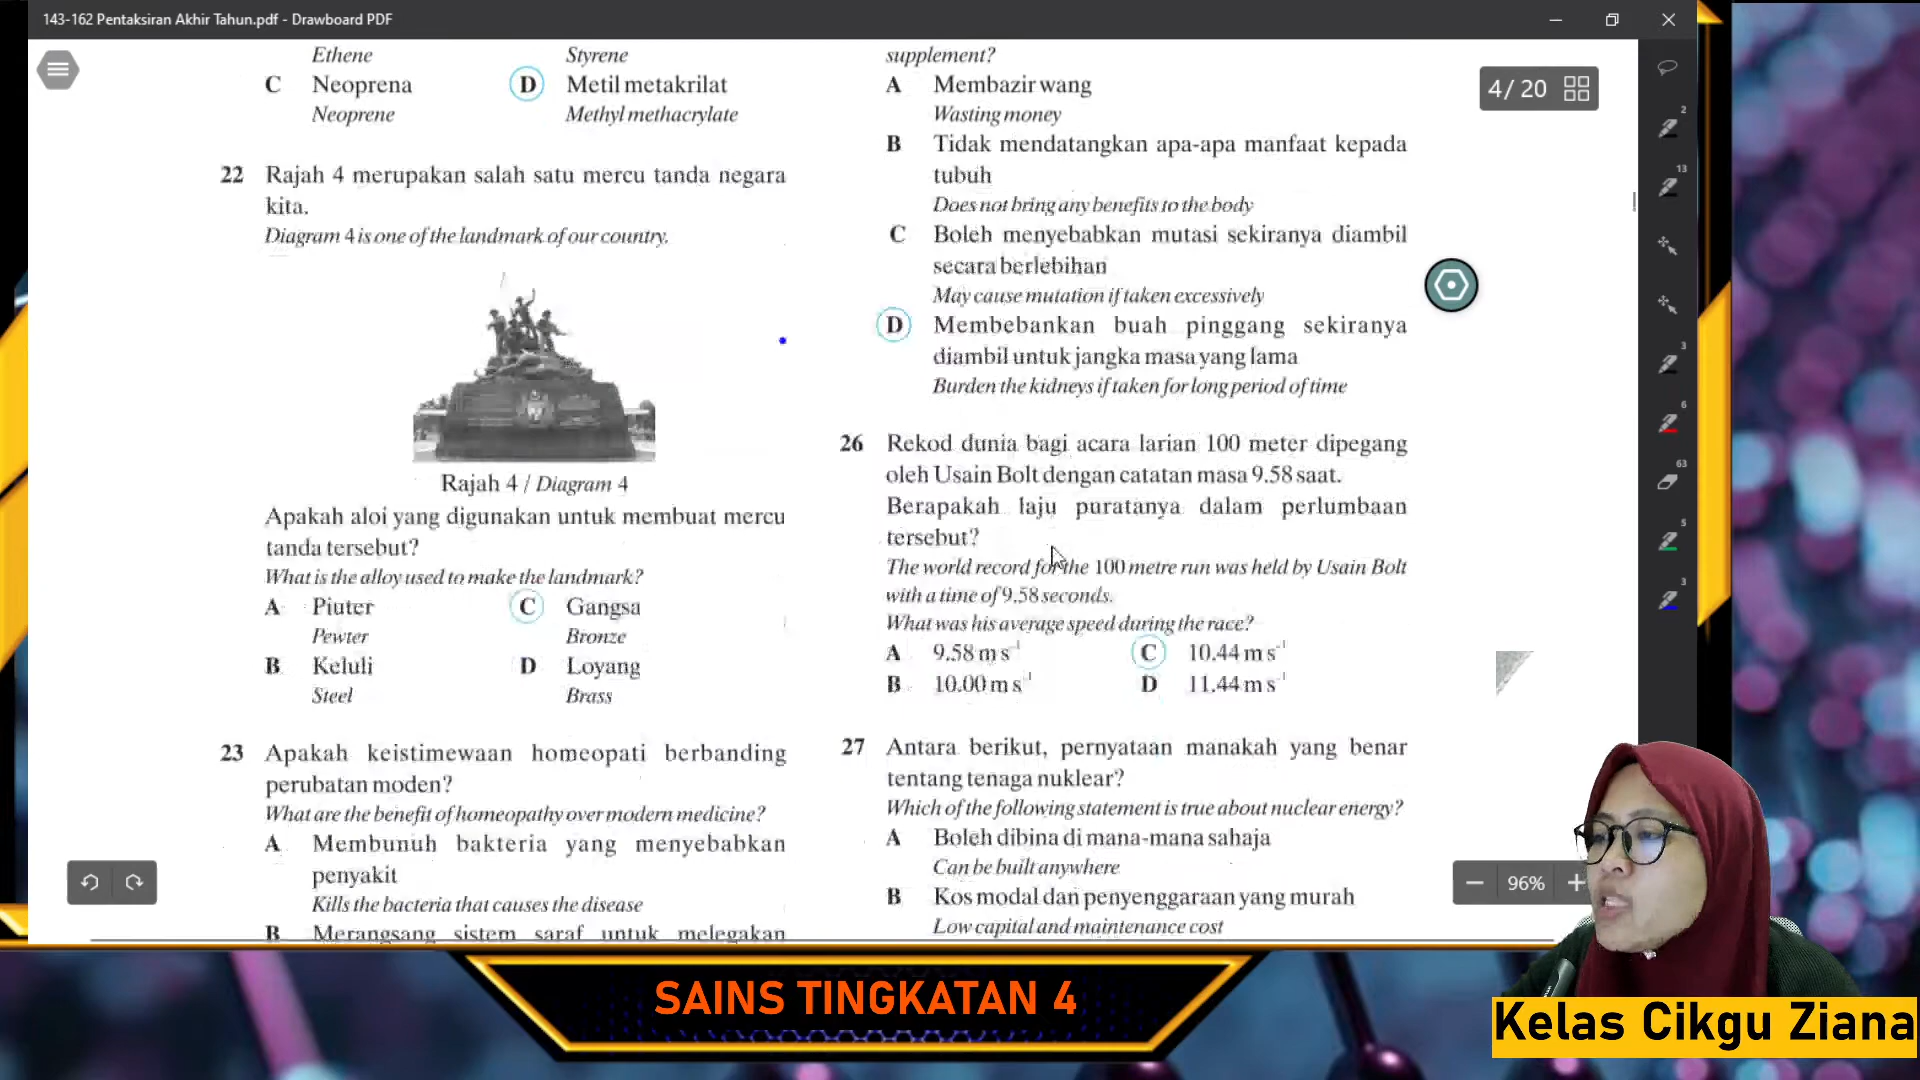 143-162 Pentaksiran Akhir Tahun.pdf - Drawboard PDF
Ethene Styrene
C Neoprena D Metil metakrilat
Neoprene Methyl methacrylate
22 Rajah 4 merupakan salah satu mercu tanda negara
kita.
Diagram 4 is one of the landmark of our country.
Rajah 4 / Diagram 4
Apakah aloi yang digunakan untuk membuat mercu
tanda tersebut?
What is the alloy used to make the landmark?
A Piuter C Gangsa
Pewter Bronze
B Keluli D Loyang
Steel Brass
23 Apakah keistimewaan homeopati berbanding
perubatan moden?
What are the benefit of homeopathy over modern medicine?
A Membunuh bakteria yang menyebabkan
penyakit
Kills the bacteria that causes the disease
B Merangsang sistem saraf untuk melegakan
supplement?
A Membazir wang
Wasting money
B Tidak mendatangkan apa-apa manfaat kepada
tubuh
Does not bring any benefits to the body
C Boleh menyebabkan mutasi sekiranya diambil
secara berlebihan
May cause mutation if taken excessively
D Membebankan buah pinggang sekiranya
diambil untuk jangka masa yang lama
Burden the kidneys if taken for long period of time
26 Rekod dunia bagi acara larian 100 meter dipegang
oleh Usain Bolt dengan catatan masa 9.58 saat.
Berapakah laju puratanya dalam perlumbaan
tersebut?
The world record for the 100 metre run was held by Usain Bolt
with a time of 9.58 seconds.
What was his average speed during the race?
A 9.58 m s⁻¹ C 10.44 m s⁻¹
B 10.00 m s⁻¹ D 11.44 m s⁻¹
27 Antara berikut, pernyataan manakah yang benar
tentang tenaga nuklear?
Which of the following statement is true about nuclear energy?
A Boleh dibina di mana-mana sahaja
Can be built anywhere
B Kos modal dan penyenggaraan yang murah
Low capital and maintenance cost
4 / 20
2
13
3
6
63
5
3
96%
SAINS TINGKATAN 4
Kelas Cikgu Ziana